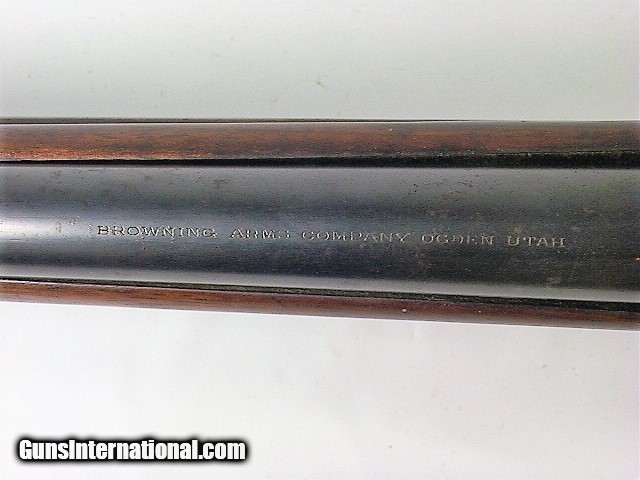 BROWNING ARMS COMPANY OGDEN UTAH
GunsInternational.com